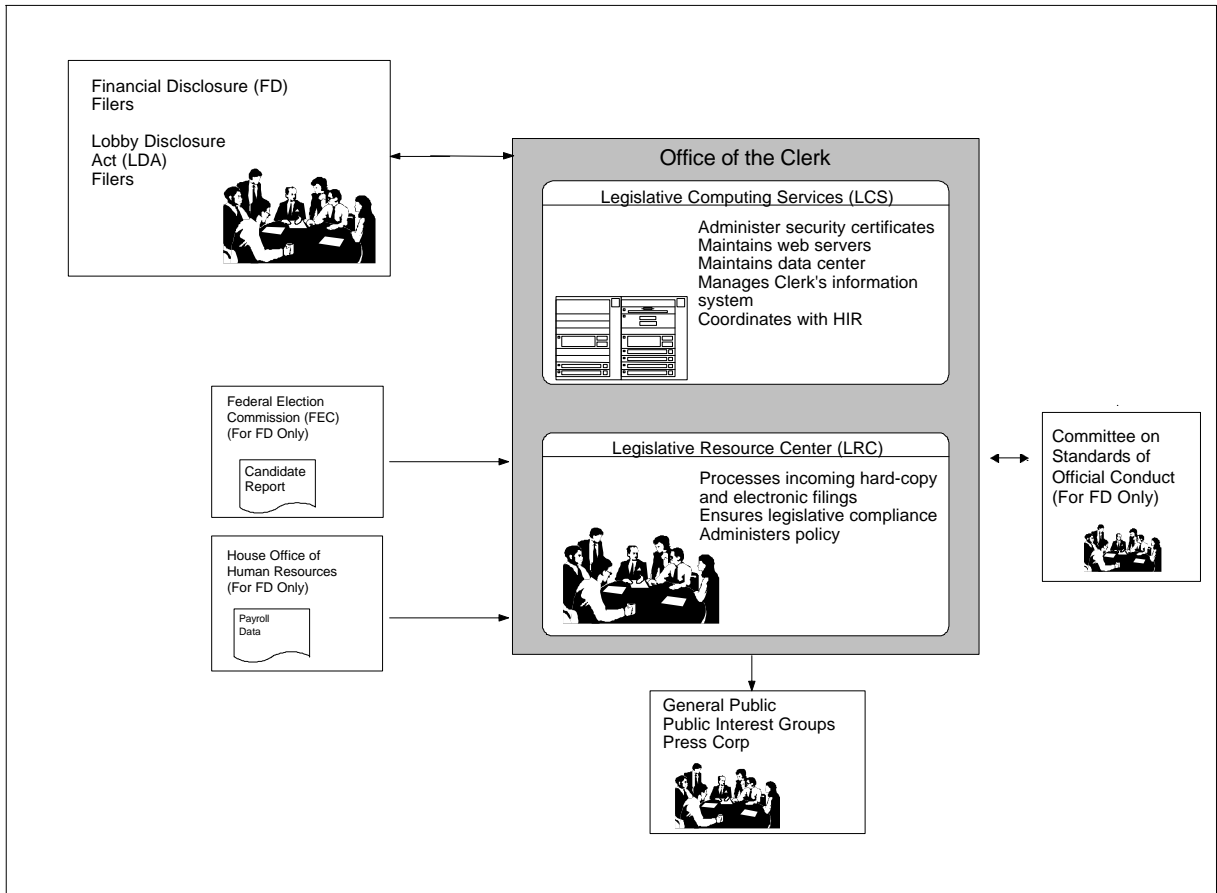 Financial Disclosure (FD)
Filers
Lobby Disclosure
Act (LDA)
Filers
Office of the Clerk
Legislative Computing Services (LCS)
Administer security certificates
Maintains web servers
Maintains data center
Manages Clerk's information
system
Coordinates with HIR
Federal Election
Commission (FEC)
(For FD Only)
Candidate
Report
House Office of
Human Resources
(For FD Only)
Payroll
Data
Legislative Resource Center (LRC)
Processes incoming hard-copy
and electronic filings
Ensures legislative compliance
Administers policy
Committee on
Standards of
Official Conduct
(For FD Only)
General Public
Public Interest Groups
Press Corp